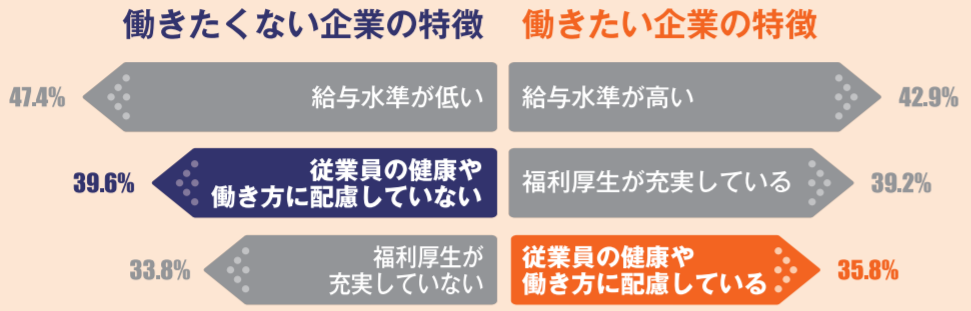 働きたくない企業の特徴 働きたい企業の特徴
47.4% 給与水準が低い 給与水準が高い 42.9%
従業員の健康や
39.6% 働き方に配慮していない 福利厚生が充実している 39.2%
福利厚生が 従業員の健康や
33.8% 充実していない 働き方に配慮している 35.8%